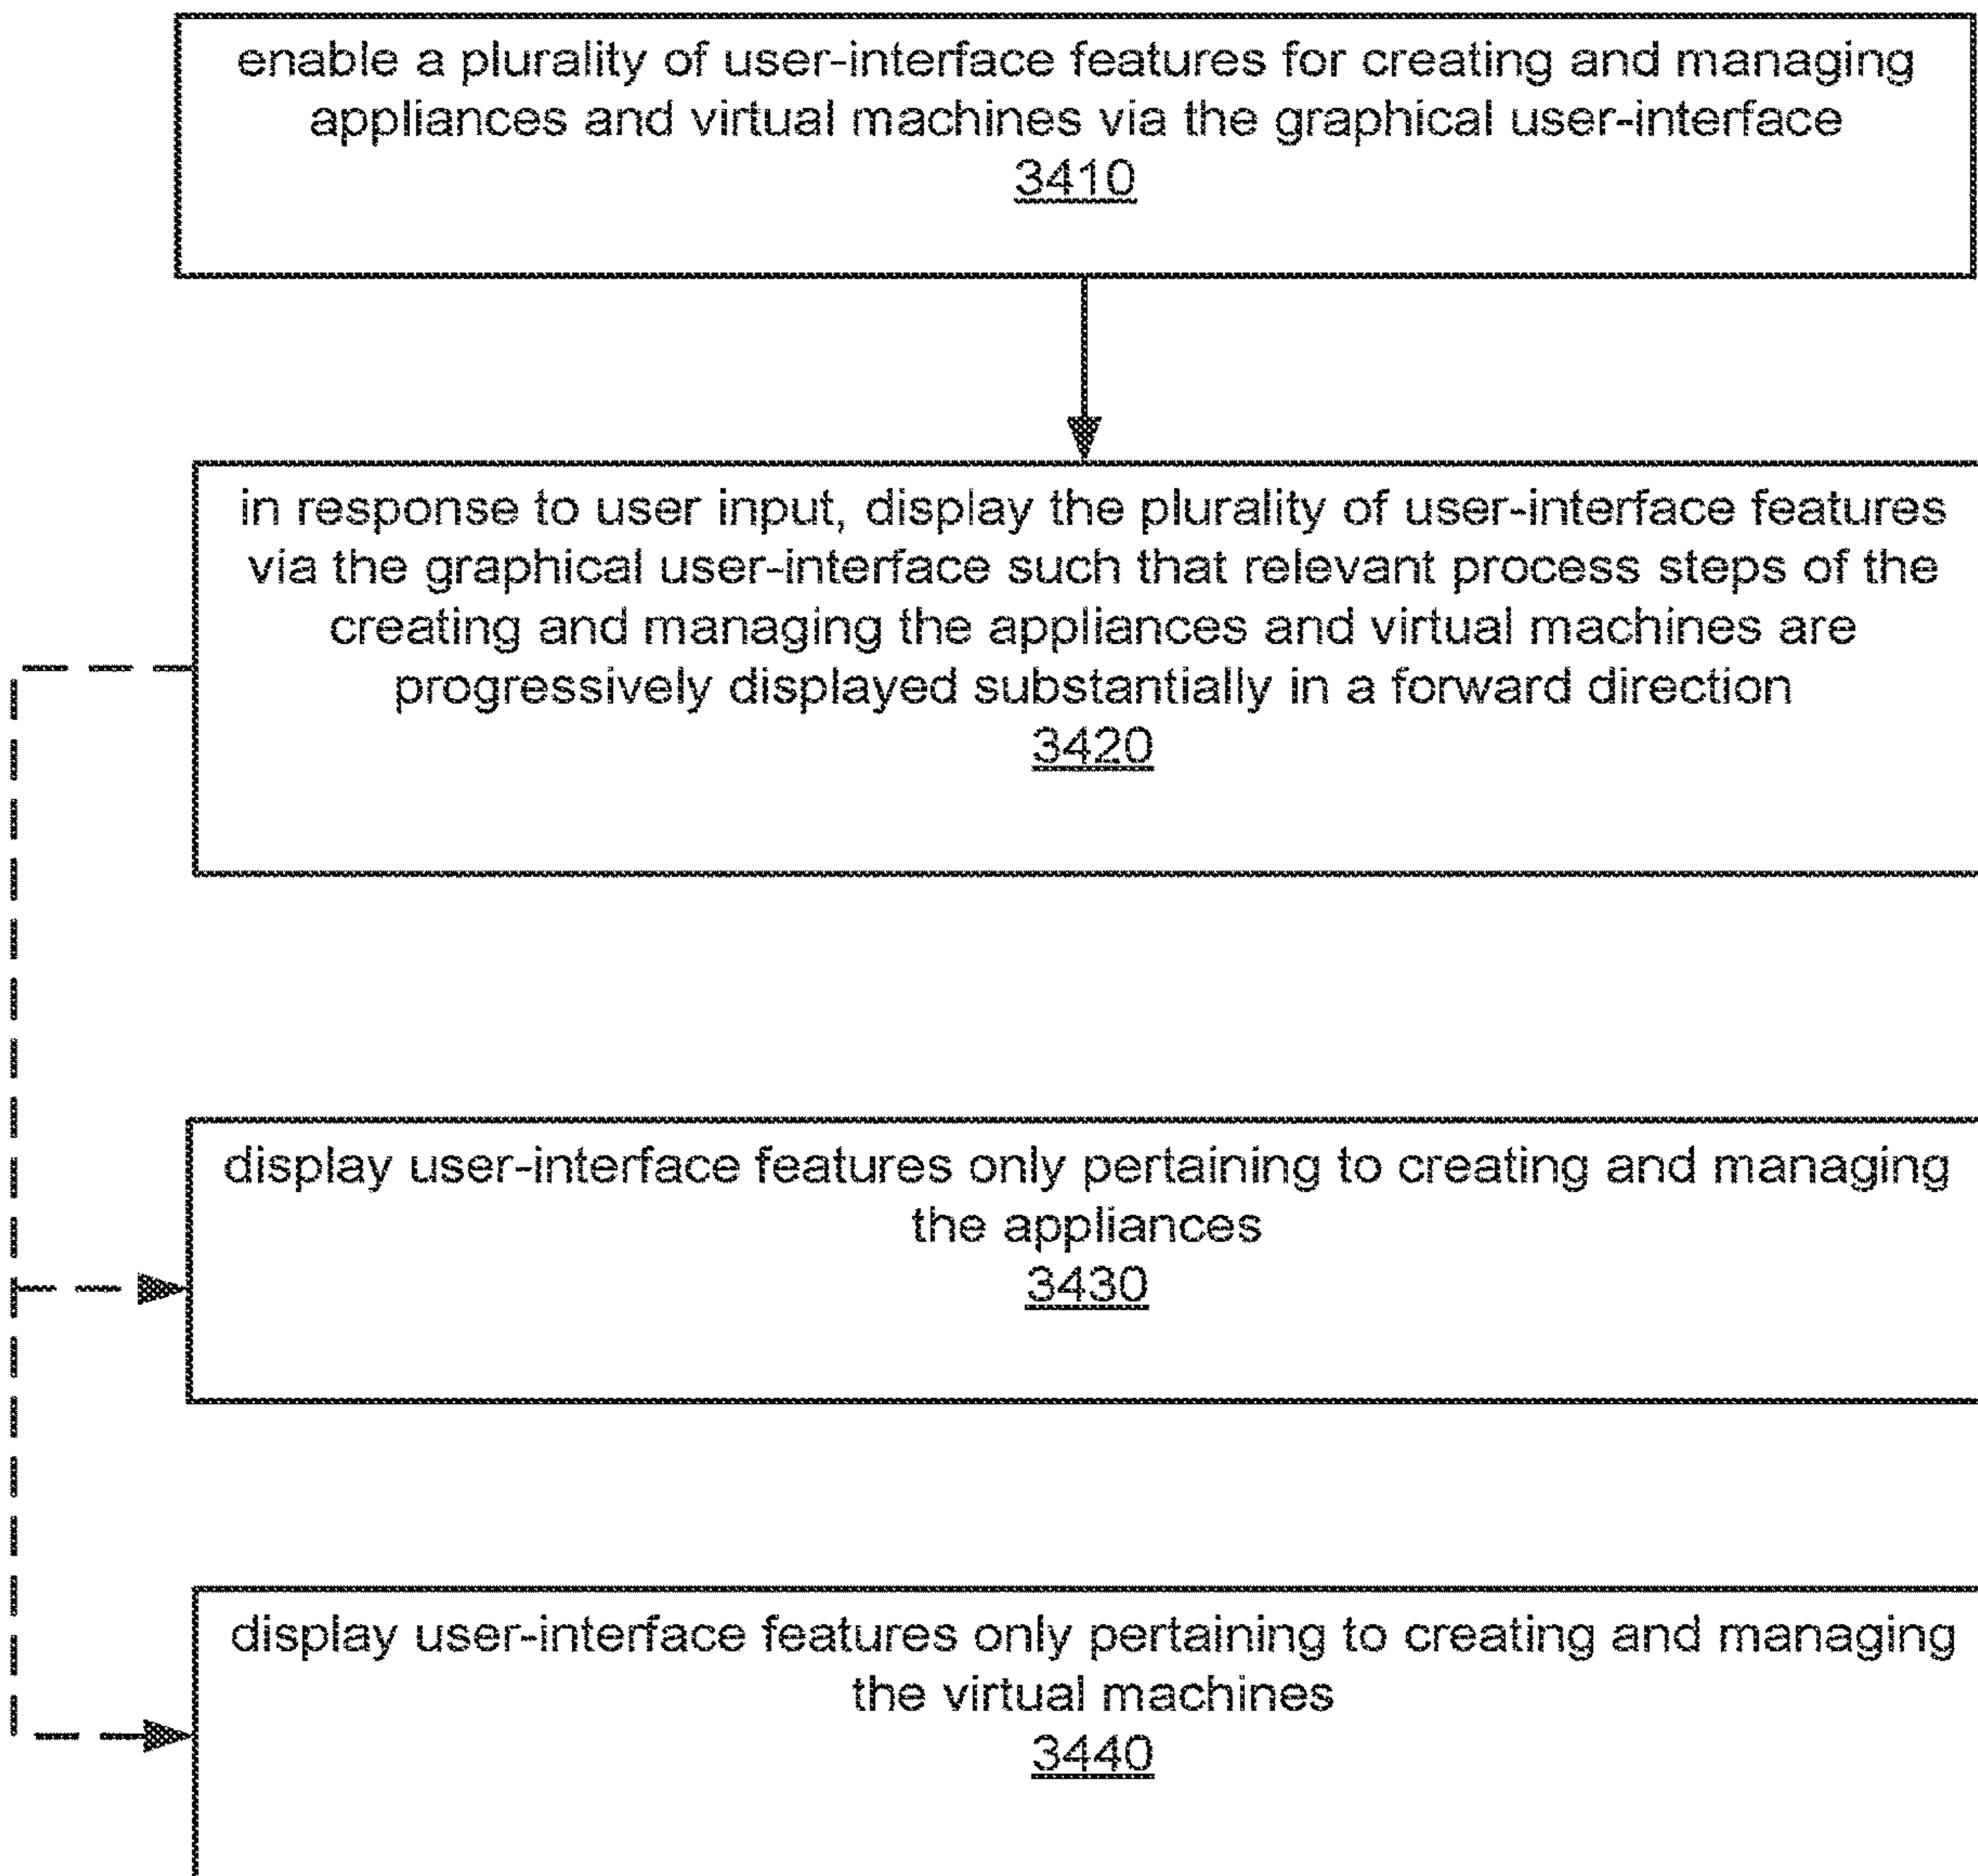 enable a plurality of user-interface features for creating and managing
appliances and virtual machines via the graphical user-interface
3410
in response to user input, display the plurality of user-interface features
via the graphical user-interface such that relevant process steps of the
creating and managing the appliances and virtual machines are
progressively displayed substantially in a forward direction
3420
display user-interface features only pertaining to creating and managing
the appliances
3430
display user-interface features only pertaining to creating and managing
the virtual machines
3440